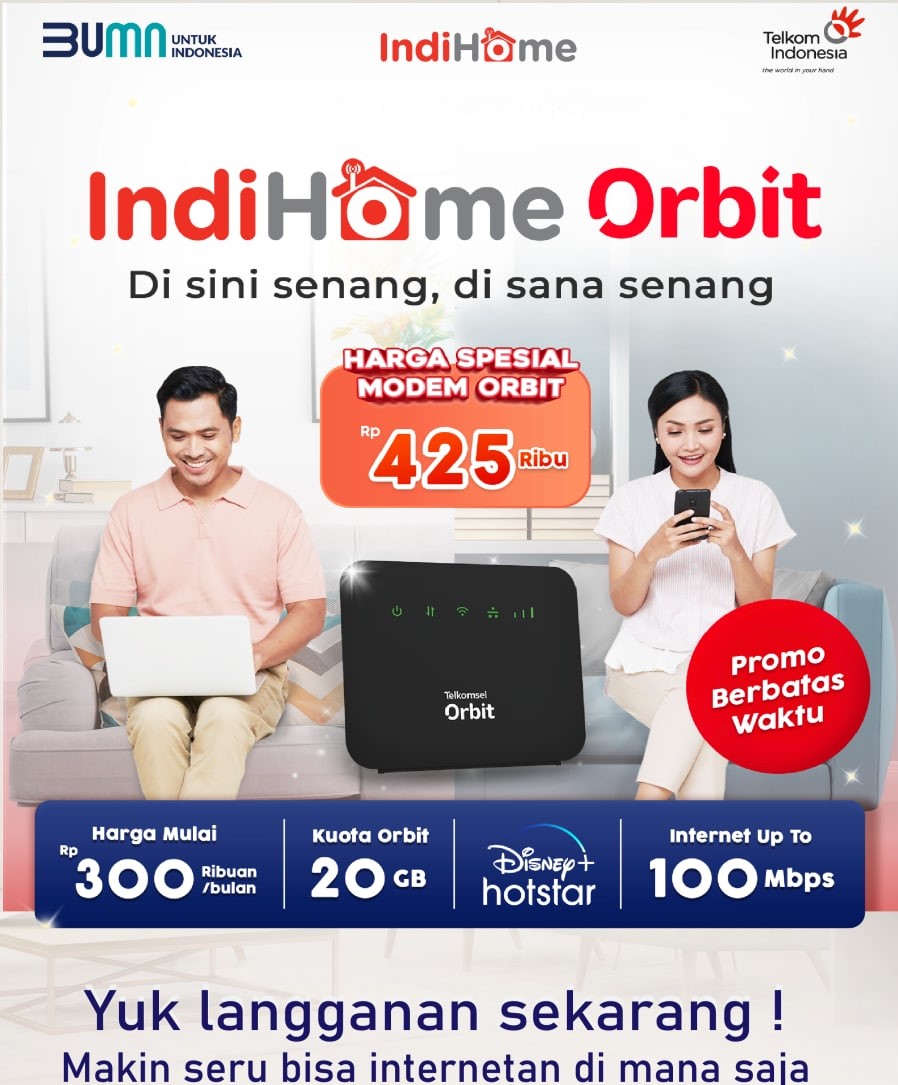 BUMN UNTUK INDONESIA
IndiHome
Telkom Indonesia
the world in your hand
IndiHome Orbit
Di sini senang, di sana senang
HARGA SPESIAL
MODEM ORBIT
Rp 425 Ribu
Telkomsel
Orbit
Promo
Berbatas
Waktu
Harga Mulai
Rp 300 Ribuan /bulan
Kuota Orbit
20 GB
Disney+
hotstar
Internet Up To
100 Mbps
Yuk langganan sekarang !
Makin seru bisa internetan di mana saja